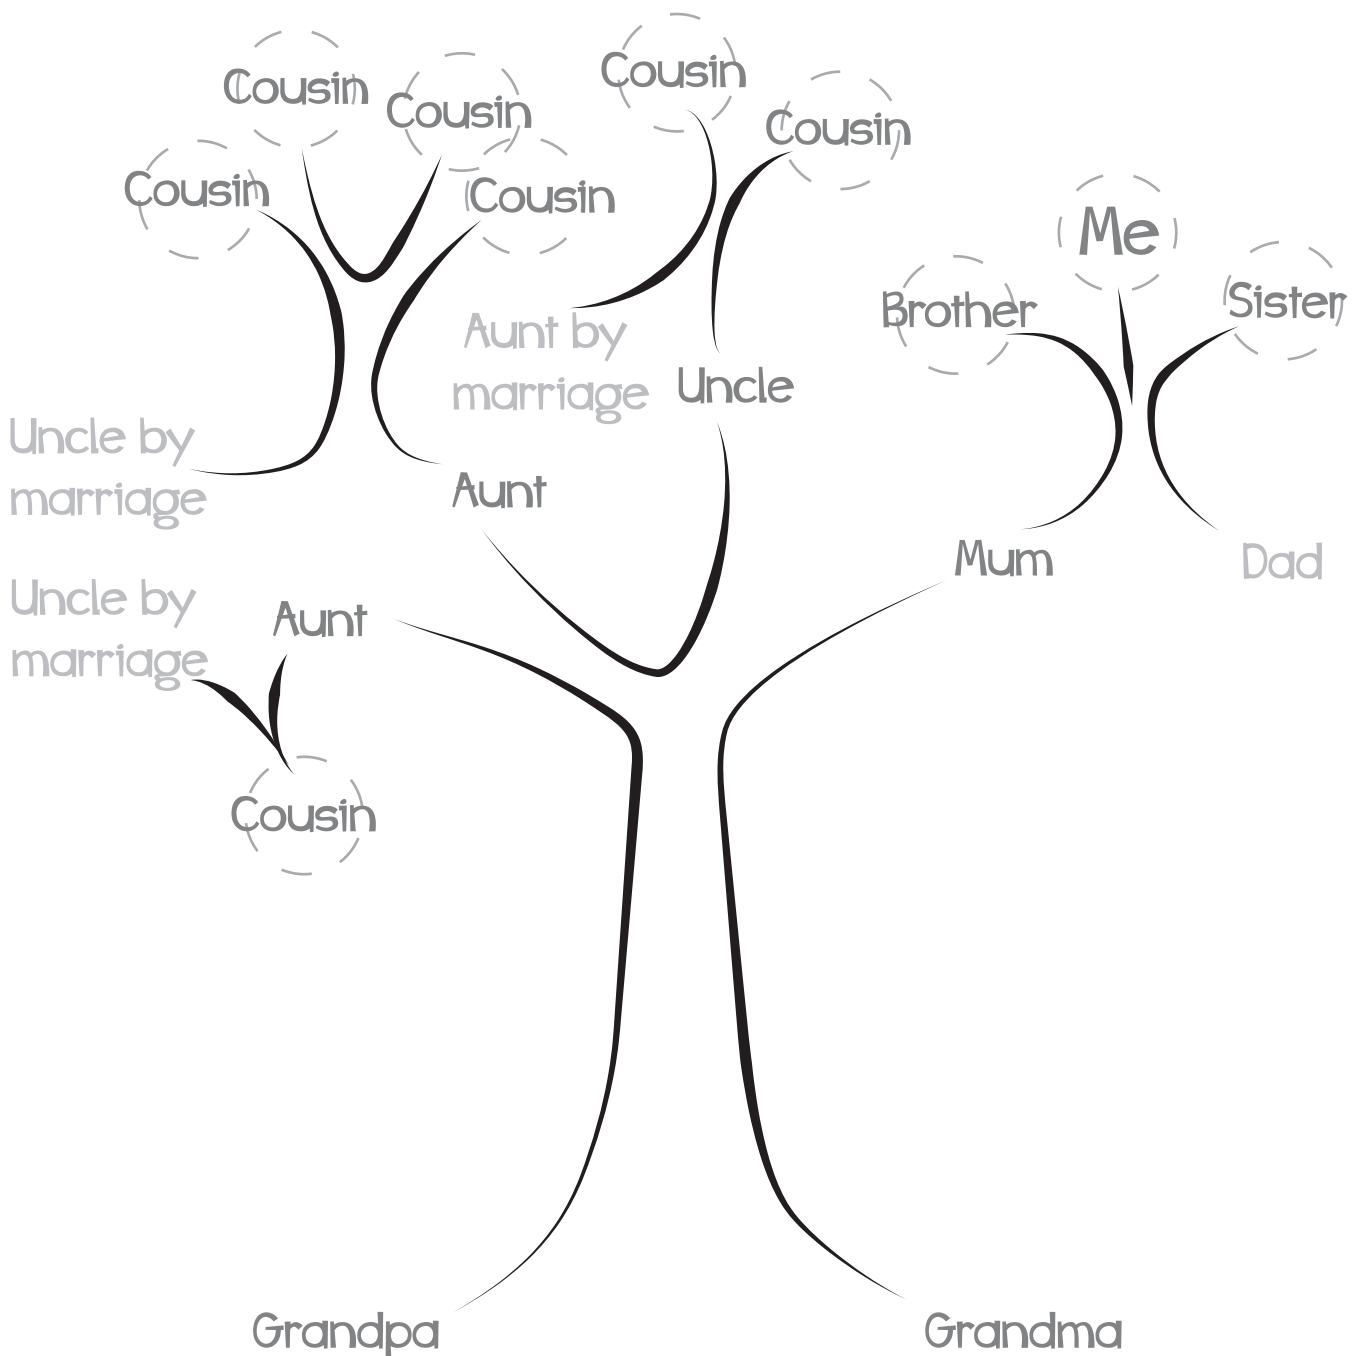 Cousin
Cousin
Cousin
Cousin
Cousin
Cousin
Me
Brother
Sister
Aunt by
marriage
Uncle
Uncle by
marriage
Aunt
Mum
Dad
Uncle by
marriage
Aunt
Cousin
Grandpa
Grandma